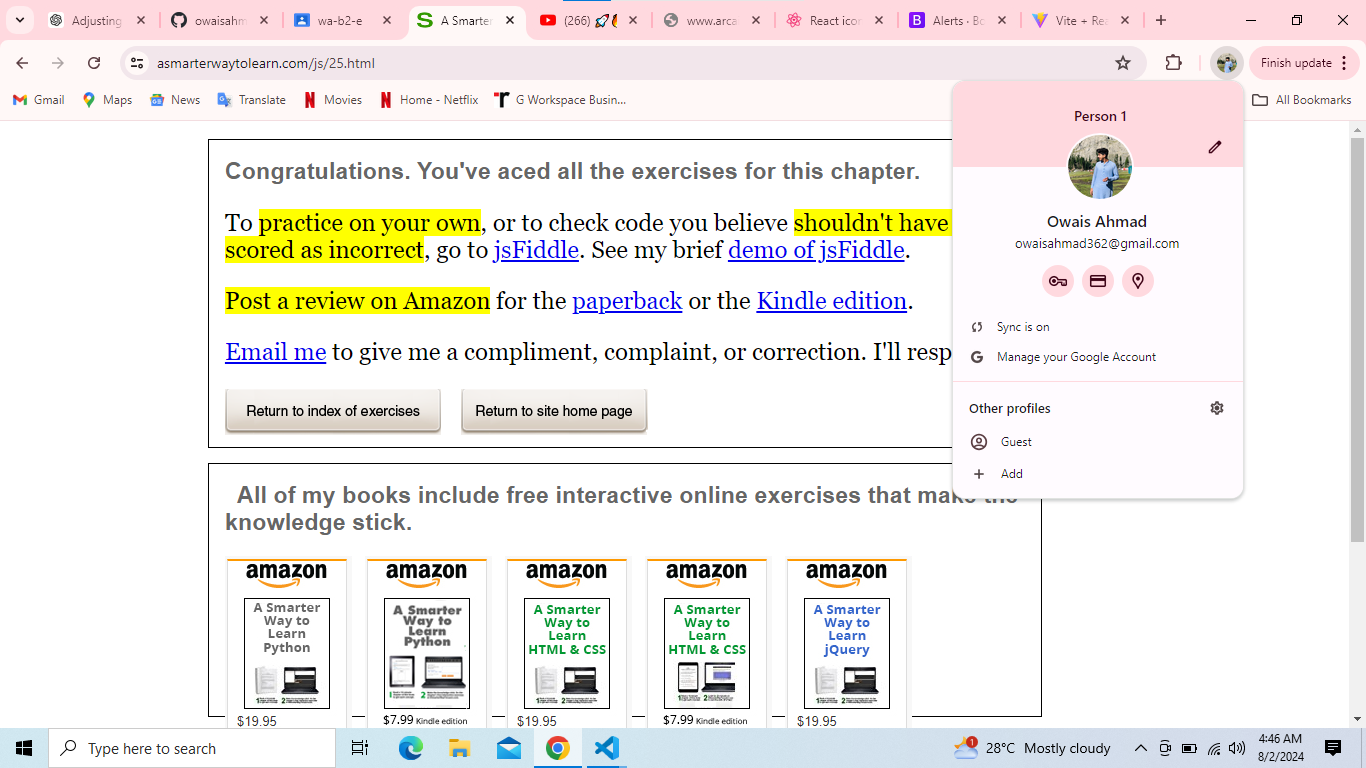 Adjusting
owaisahm
wa-b2-e
A Smarter
(266) 🚀
www.arca
React icon
Alerts · Bo
Vite + Rea
asmarterwaytolearn.com/js/25.html
Finish update
Gmail
Maps
News
Translate
Movies
Home - Netflix
G Workspace Busin...
All Bookmarks
Congratulations. You've aced all the exercises for this chapter.
To practice on your own, or to check code you believe shouldn't have
scored as incorrect, go to jsFiddle. See my brief demo of jsFiddle.
Post a review on Amazon for the paperback or the Kindle edition.
Email me to give me a compliment, complaint, or correction. I'll resp
Return to index of exercises
Return to site home page
Person 1
Owais Ahmad
owaisahmad362@gmail.com
Sync is on
Manage your Google Account
Other profiles
Guest
Add
All of my books include free interactive online exercises that make the
knowledge stick.
amazon
A Smarter
Way to
Learn
Python
$19.95
amazon
A Smarter
Way to
Learn
Python
$7.99 Kindle edition
amazon
A Smarter
Way to
Learn
HTML & CSS
$19.95
amazon
A Smarter
Way to
Learn
HTML & CSS
$7.99 Kindle edition
amazon
A Smarter
Way to
Learn
jQuery
$19.95
Type here to search
1
28°C Mostly cloudy
4:46 AM
8/2/2024